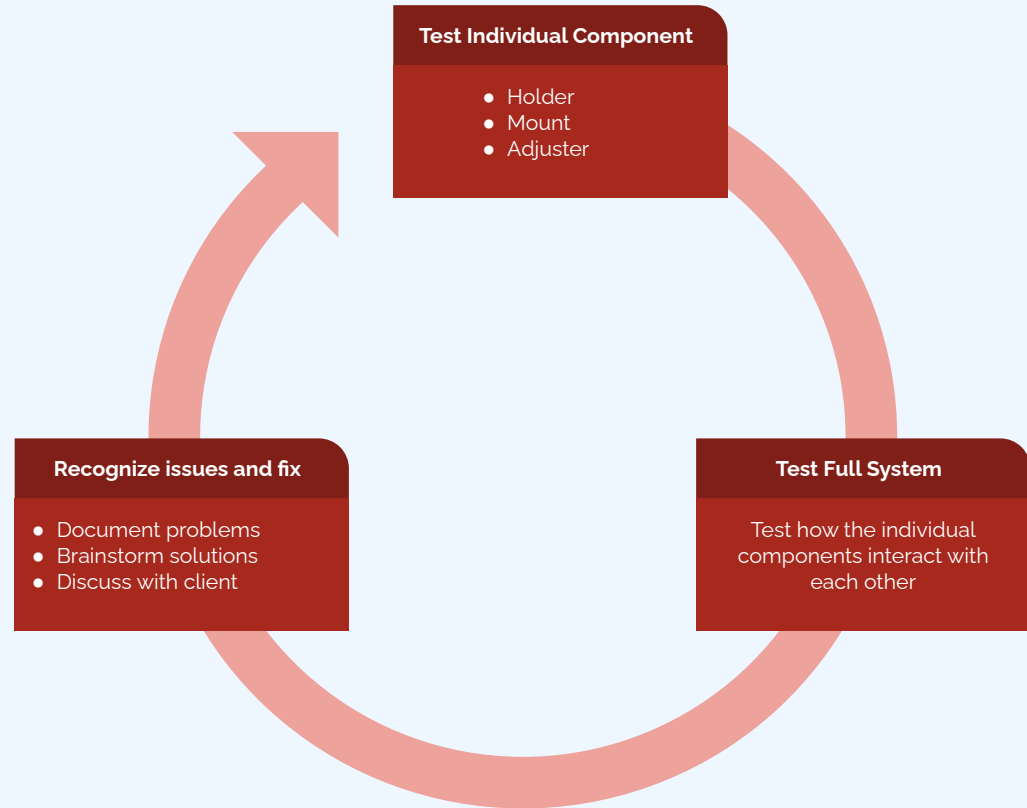 Test Individual Component
● Holder
● Mount
● Adjuster
Test Full System
Test how the individual
components interact with
each other
Recognize issues and fix
● Document problems
● Brainstorm solutions
● Discuss with client